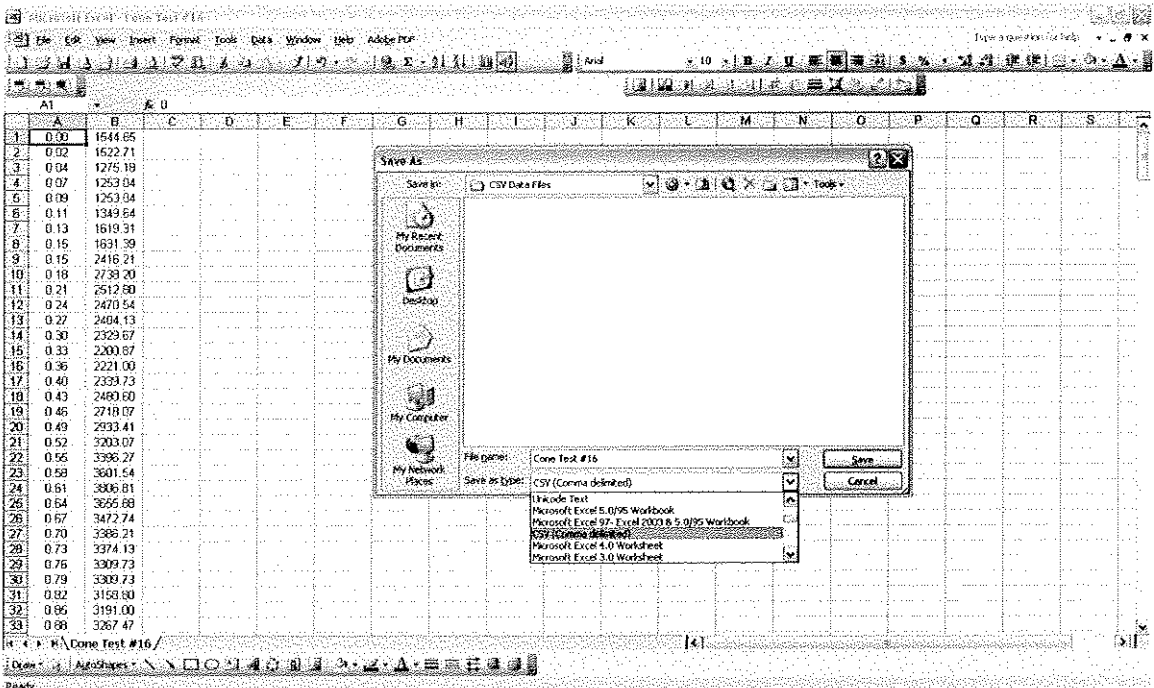 Microsoft Excel - Cone Test #16
File Edit View Insert Format Tools Data Window Help Adobe PDF
Type a question for help
Arial 10 B I U $ %
A1 fx 0
A B C D E F G H I J K L M N O P Q R S
1 0.00 1544.65
2 0.02 1522.71
3 0.04 1275.18
4 0.07 1253.04
5 0.09 1253.04
6 0.11 1349.64
7 0.13 1619.31
8 0.15 1631.39
9 0.15 2416.21
10 0.18 2738.20
11 0.21 2512.80
12 0.24 2470.54
13 0.27 2404.13
14 0.30 2329.67
15 0.33 2200.87
16 0.36 2221.00
17 0.40 2339.73
18 0.43 2480.60
19 0.46 2718.07
20 0.49 2933.41
21 0.52 3203.07
22 0.55 3396.27
23 0.58 3601.54
24 0.61 3806.81
25 0.64 3655.88
26 0.67 3472.74
27 0.70 3386.21
28 0.73 3374.13
29 0.76 3309.73
30 0.79 3309.73
31 0.82 3158.80
32 0.85 3191.00
33 0.88 3267.47
Save As
Save in: CSV Data Files Tools
My Recent Documents
Desktop
My Documents
My Computer
My Network Places
File name: Cone Test #16 Save
Save as type: CSV (Comma delimited) Cancel
Unicode Text
Microsoft Excel 5.0/95 Workbook
Microsoft Excel 97- Excel 2003 & 5.0/95 Workbook
CSV (Comma delimited)
Microsoft Excel 4.0 Worksheet
Microsoft Excel 3.0 Worksheet
Cone Test #16
Draw AutoShapes
Ready